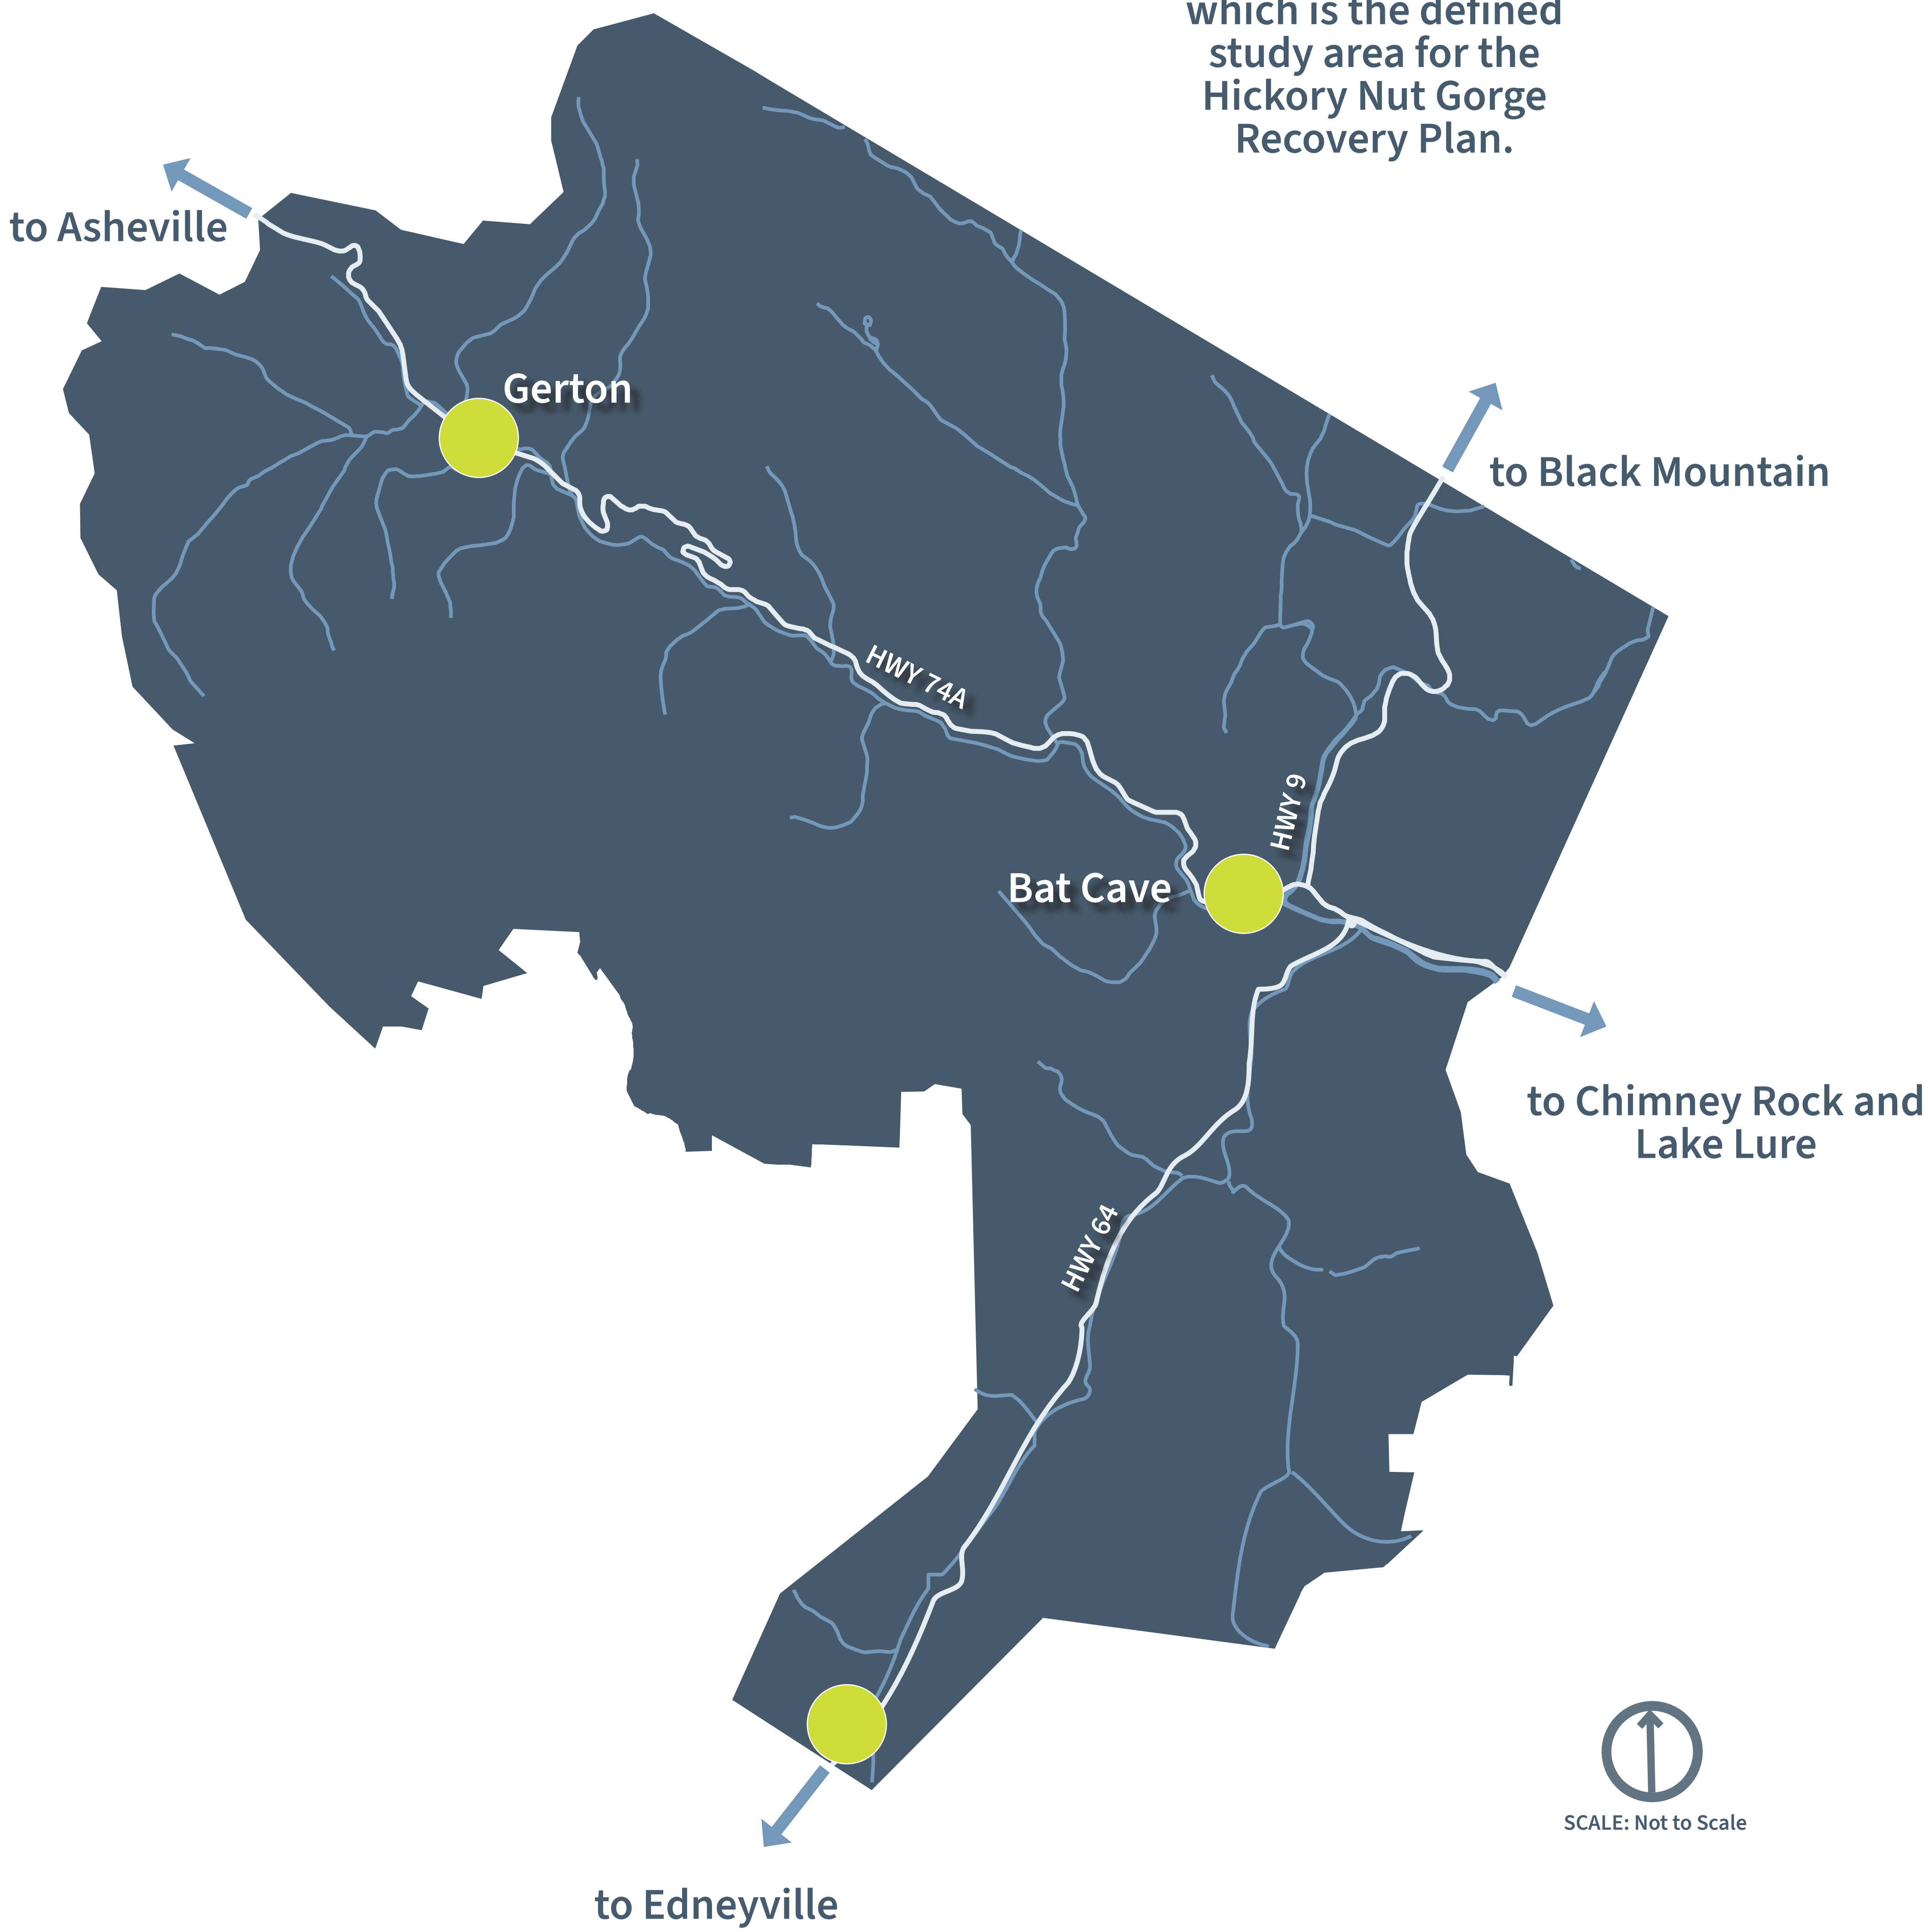 which is the defined
study area for the
Hickory Nut Gorge
Recovery Plan.
to Asheville
Gerton
to Black Mountain
HWY 74A
HWY 9
Bat Cave
to Chimney Rock and
Lake Lure
HWY 64
SCALE: Not to Scale
to Edneyville